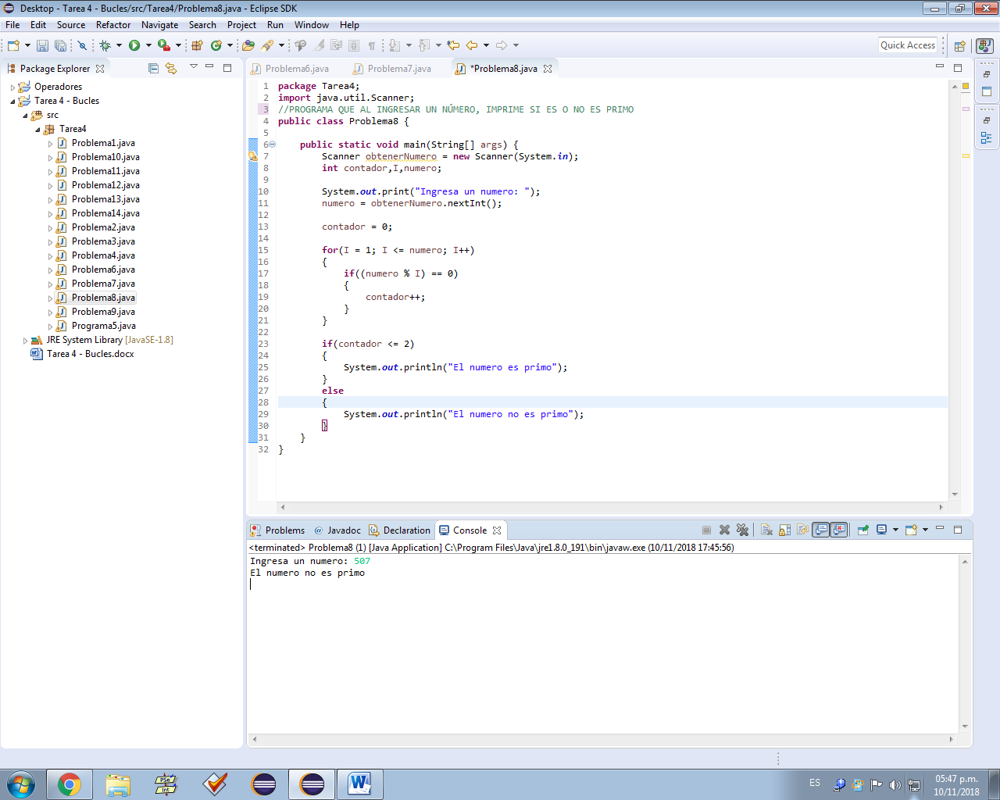 Desktop - Tarea 4 - Bucles/src/Tarea4/Problema8.java - Eclipse SDK
File Edit Source Refactor Navigate Search Project Run Window Help
Quick Access
Package Explorer
Operadores
Tarea 4 - Bucles
src
Tarea4
Problema1.java
Problema10.java
Problema11.java
Problema12.java
Problema13.java
Problema14.java
Problema2.java
Problema3.java
Problema4.java
Problema6.java
Problema7.java
Problema8.java
Problema9.java
Programa5.java
JRE System Library [JavaSE-1.8]
Tarea 4 - Bucles.docx
Problema6.java Problema7.java *Problema8.java
1 package Tarea4;
2 import java.util.Scanner;
3 //PROGRAMA QUE AL INGRESAR UN NÚMERO, IMPRIME SI ES O NO ES PRIMO
4 public class Problema8 {
5
6 public static void main(String[] args) {
7 Scanner obtenerNumero = new Scanner(System.in);
8 int contador,I,numero;
9
10 System.out.print("Ingresa un numero: ");
11 numero = obtenerNumero.nextInt();
12
13 contador = 0;
14
15 for(I = 1; I <= numero; I++)
16 {
17 if((numero % I) == 0)
18 {
19 contador++;
20 }
21 }
22
23 if(contador <= 2)
24 {
25 System.out.println("El numero es primo");
26 }
27 else
28 {
29 System.out.println("El numero no es primo");
30 }
31 }
32 }
Problems @ Javadoc Declaration Console
<terminated> Problema8 (1) [Java Application] C:\Program Files\Java\jre1.8.0_191\bin\javaw.exe (10/11/2018 17:45:56)
Ingresa un numero: 507
El numero no es primo
PSe
Int
ES
05:47 p.m.
10/11/2018